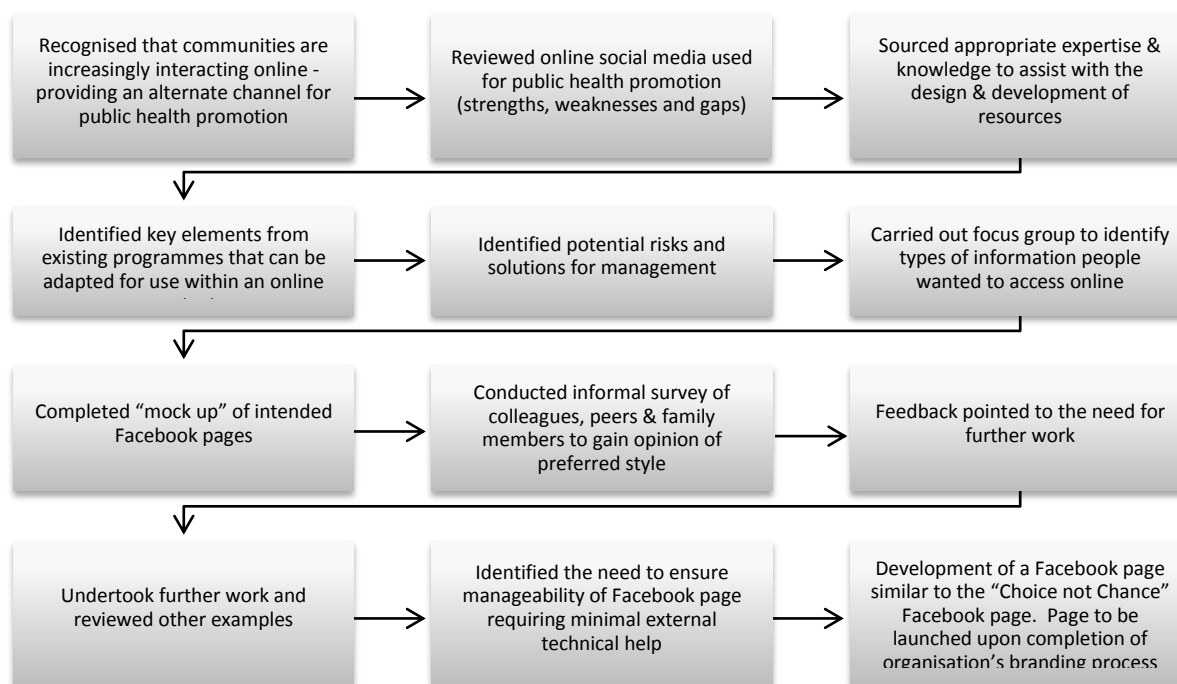 Recognised that communities are
increasingly interacting online -
providing an alternate channel for
public health promotion
Reviewed online social media used
for public health promotion
(strengths, weaknesses and gaps)
Sourced appropriate expertise &
knowledge to assist with the
design & development of
resources
Identified key elements from
existing programmes that can be
adapted for use within an online
Identified potential risks and
solutions for management
Carried out focus group to identify
types of information people
wanted to access online
Completed “mock up” of intended
Facebook pages
Conducted informal survey of
colleagues, peers & family
members to gain opinion of
preferred style
Feedback pointed to the need for
further work
Undertook further work and
reviewed other examples
Identified the need to ensure
manageability of Facebook page
requiring minimal external
technical help
Development of a Facebook page
similar to the “Choice not Chance”
Facebook page. Page to be
launched upon completion of
organisation’s branding process